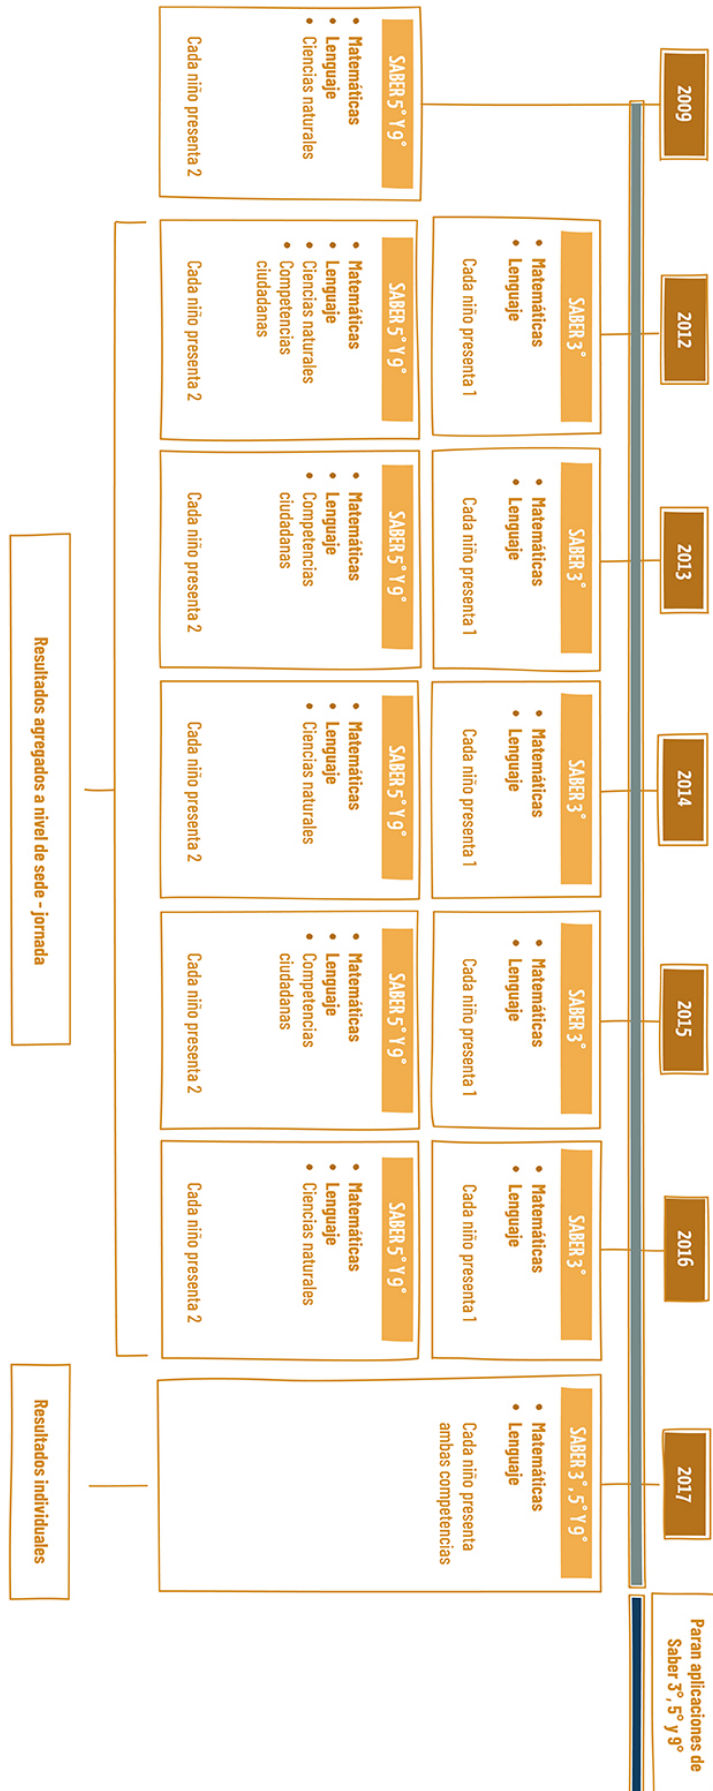 2009
SABER 5° Y 9°
• Matemáticas
• Lenguaje
• Ciencias naturales
Cada niño presenta 2
2012
SABER 3°
• Matemáticas
• Lenguaje
Cada niño presenta 1
SABER 5° Y 9°
• Matemáticas
• Lenguaje
• Ciencias naturales
• Competencias
ciudadanas
Cada niño presenta 2
2013
SABER 3°
• Matemáticas
• Lenguaje
Cada niño presenta 1
SABER 5° Y 9°
• Matemáticas
• Lenguaje
• Competencias
ciudadanas
Cada niño presenta 2
2014
SABER 3°
• Matemáticas
• Lenguaje
Cada niño presenta 1
SABER 5° Y 9°
• Matemáticas
• Lenguaje
• Ciencias naturales
Cada niño presenta 2
2015
SABER 3°
• Matemáticas
• Lenguaje
Cada niño presenta 1
SABER 5° Y 9°
• Matemáticas
• Lenguaje
• Competencias
ciudadanas
Cada niño presenta 2
2016
SABER 3°
• Matemáticas
• Lenguaje
Cada niño presenta 1
SABER 5° Y 9°
• Matemáticas
• Lenguaje
• Ciencias naturales
Cada niño presenta 2
2017
SABER 3°, 5° Y 9°
• Matemáticas
• Lenguaje
Cada niño presenta
ambas competencias
Paran aplicaciones de
Saber 3°, 5° y 9°
Resultados agregados a nivel de sede - jornada
Resultados individuales